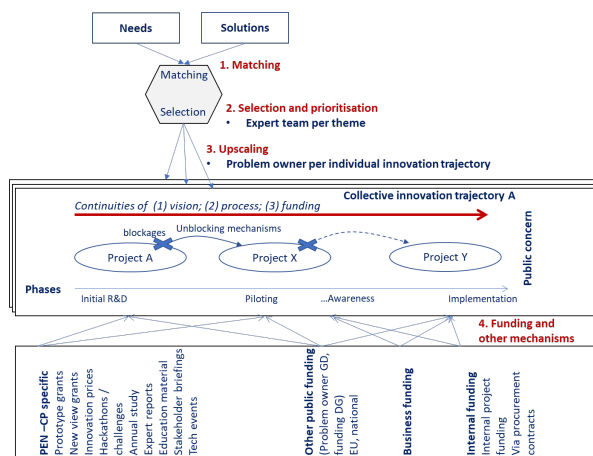 Needs
Solutions
1. Matching
Matching
Selection
2. Selection and prioritisation
• Expert team per theme
3. Upscaling
• Problem owner per individual innovation trajectory
Collective innovation trajectory A
Continuities of (1) vision; (2) process; (3) funding
Public concern
blockages
Unblocking mechanisms
Project A
Project X
Project Y
Phases
Initial R&D
Piloting
...Awareness
Implementation
4. Funding and
other mechanisms
PEN –CP specific
Prototype grants
New view grants
Innovation prices
Hackathons /
challenges
Annual study
Expert reports
Education material
Stakeholder briefings
Tech events
Other public funding
(Problem owner GD,
funding DG)
EU, national
Business funding
Internal funding
Internal project
funding
Via procurement
contracts